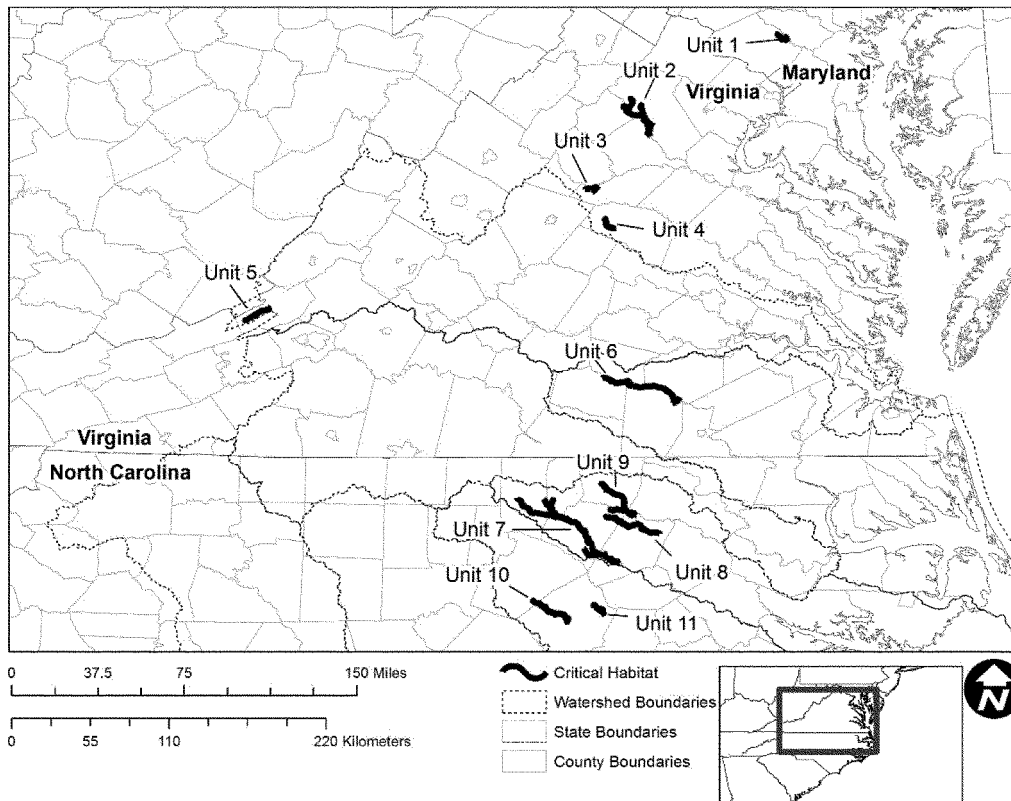 Unit 1
Maryland
Unit 2
Virginia
Unit 3
Unit 4
Unit 5
Unit 6
Virginia
North Carolina
Unit 9
Unit 7
Unit 8
Unit 10
Unit 11
0 37.5 75 150 Miles
0 55 110 220 Kilometers
Critical Habitat
Watershed Boundaries
State Boundaries
County Boundaries
N